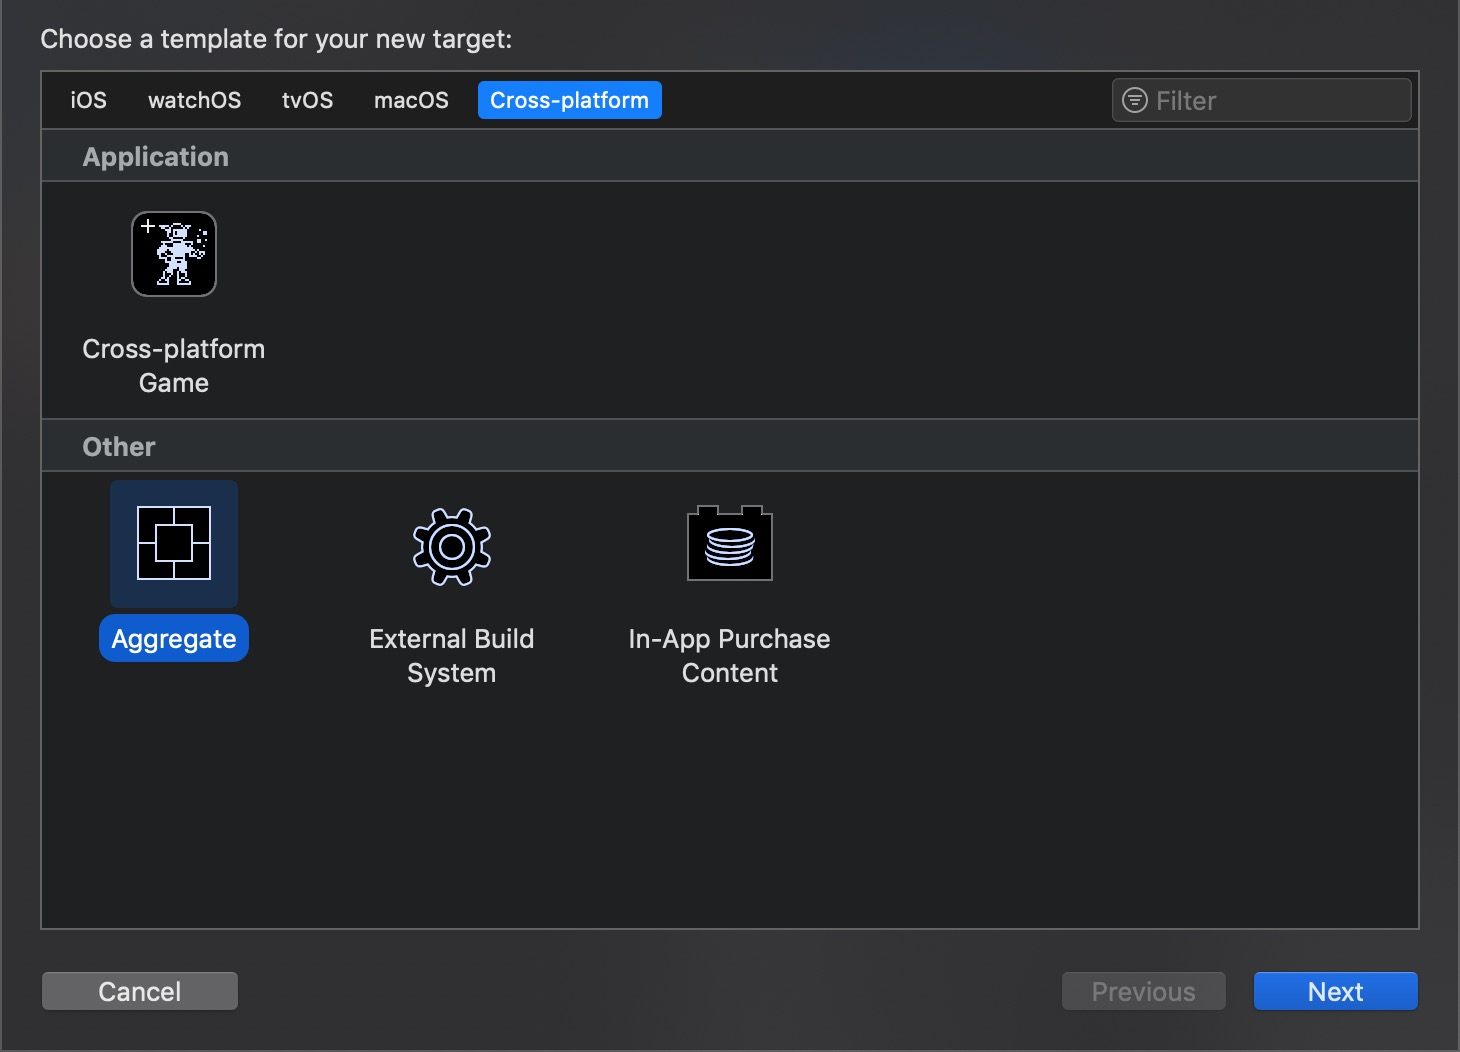 Choose a template for your new target:
iOS watchOS tvOS macOS Cross-platform Filter
Application
Cross-platform
Game
Other
Aggregate External Build In-App Purchase
System Content
Cancel Previous Next